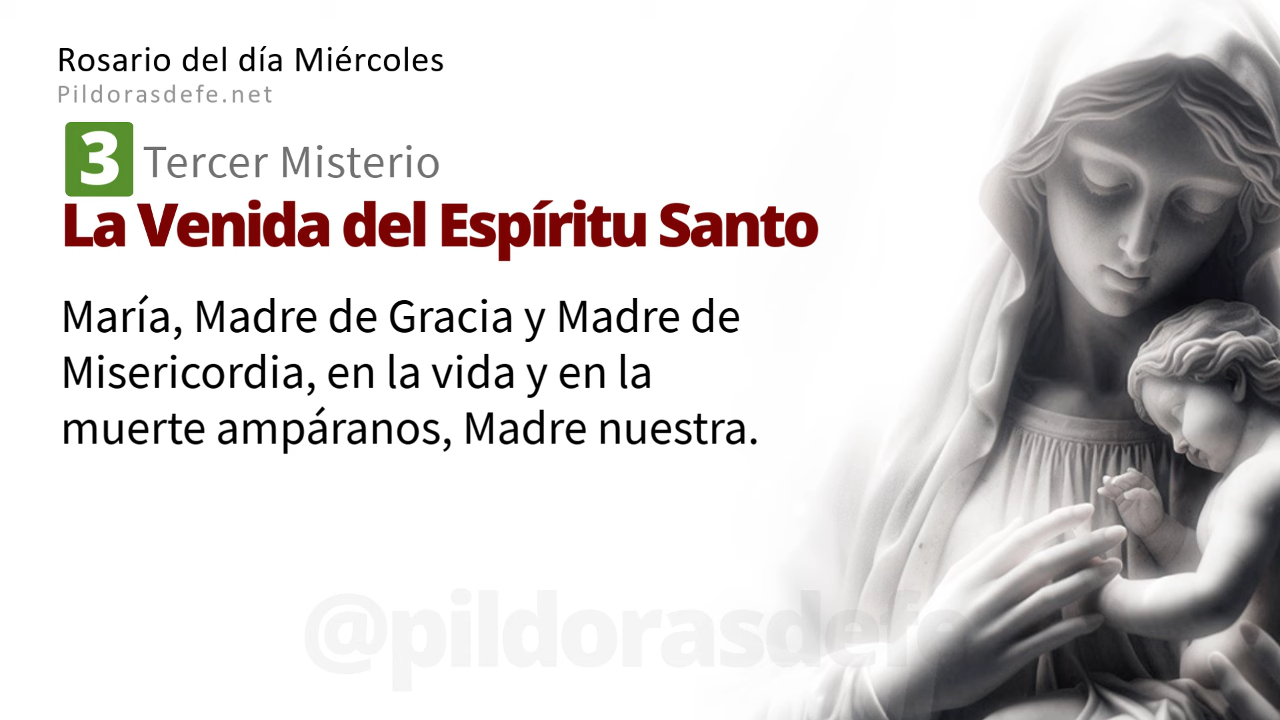 Rosario del día Miércoles
Pildorasdefe.net
3 Tercer Misterio
La Venida del Espíritu Santo
María, Madre de Gracia y Madre de
Misericordia, en la vida y en la
muerte ampáranos, Madre nuestra.
@pildorasdefe